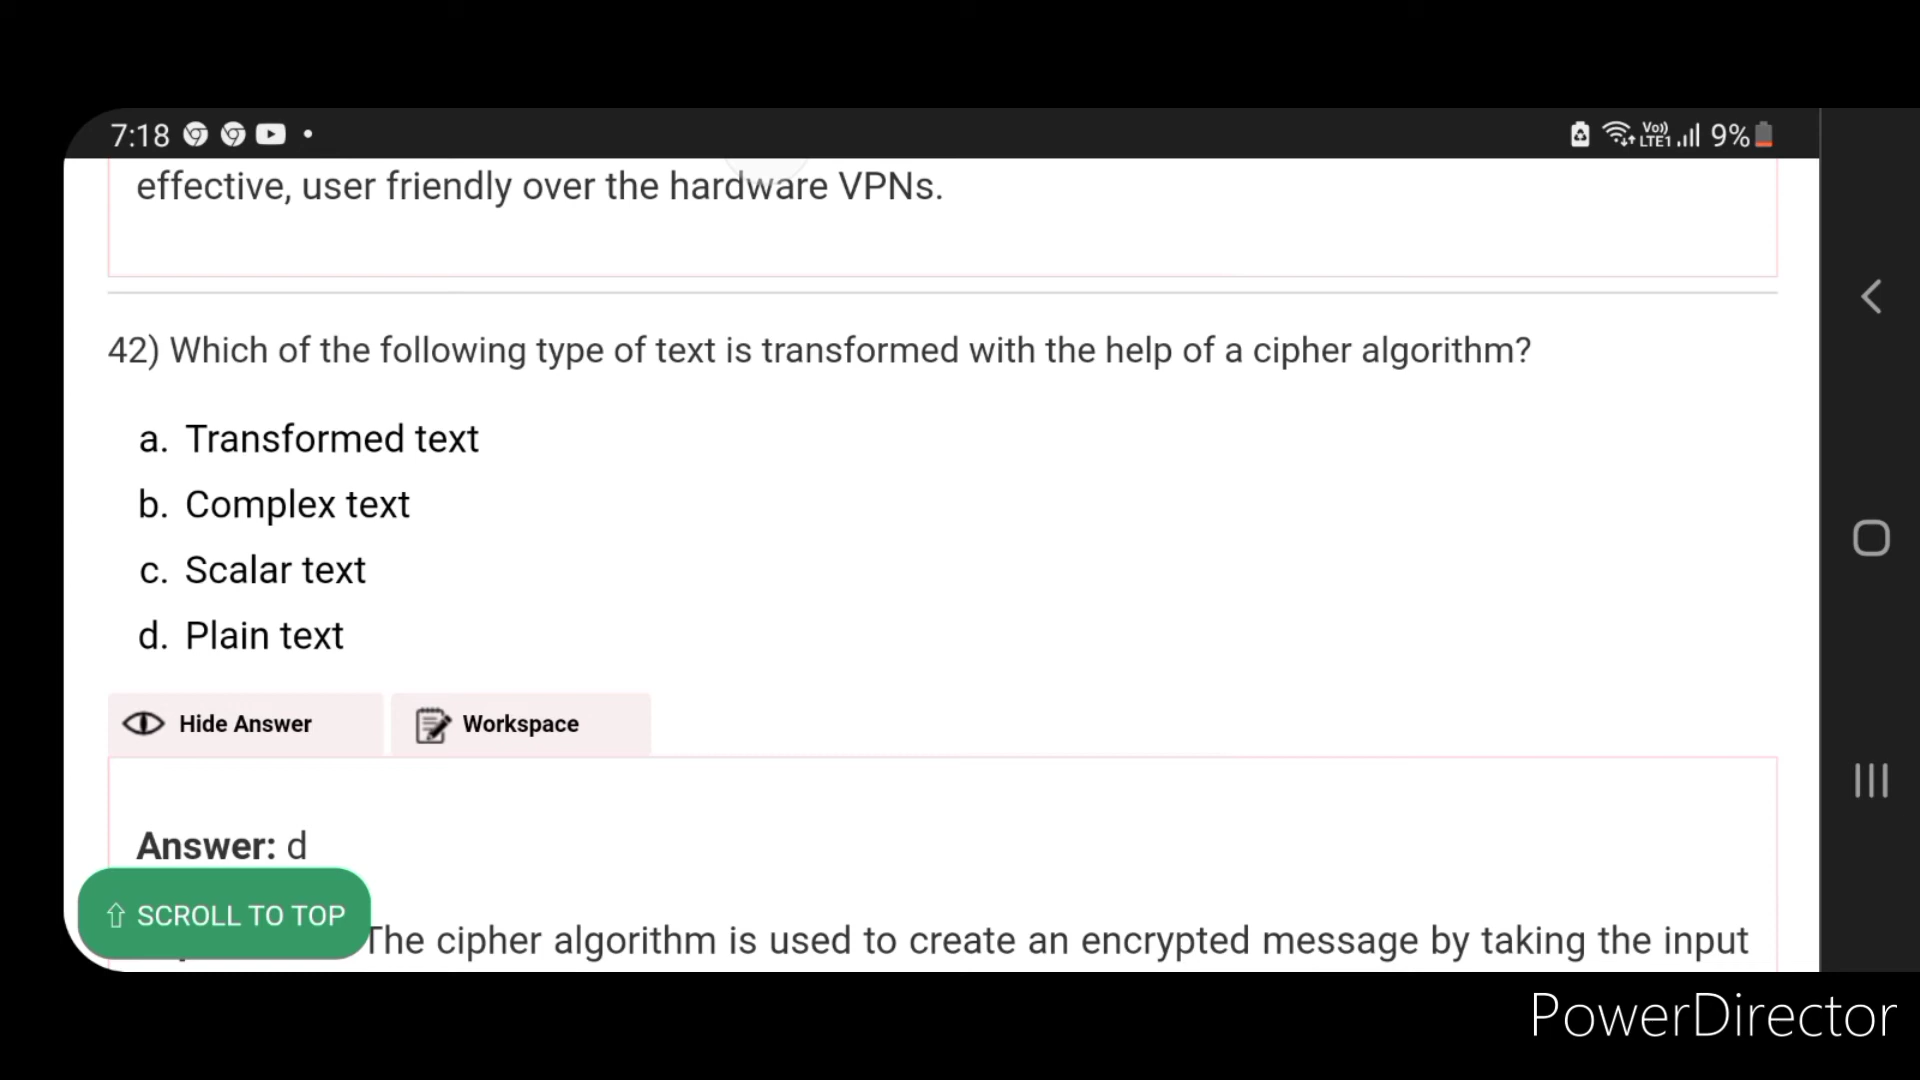 7:18
Vo)) LTE1 9%
effective, user friendly over the hardware VPNs.
42) Which of the following type of text is transformed with the help of a cipher algorithm?
a. Transformed text
b. Complex text
c. Scalar text
d. Plain text
Hide Answer Workspace
Answer: d
SCROLL TO TOP
The cipher algorithm is used to create an encrypted message by taking the input
PowerDirector